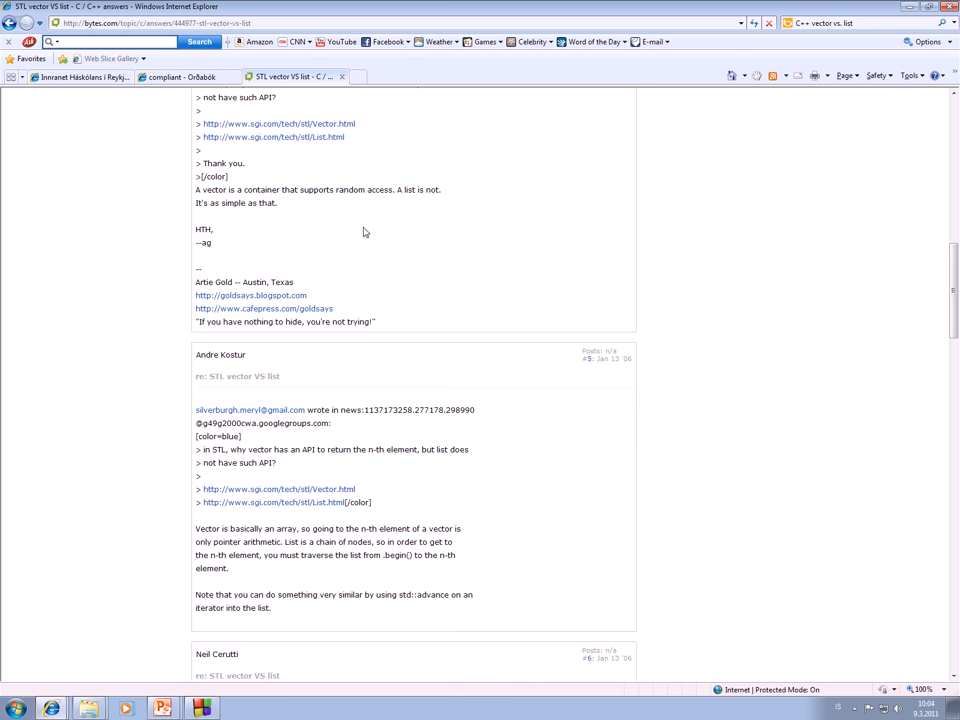 STL vector VS list - C / C++ answers - Windows Internet Explorer
http://bytes.com/topic/c/answers/444977-stl-vector-vs-list
C++ vector vs. list
Ask
Search
Amazon
CNN
YouTube
Facebook
Weather
Games
Celebrity
Word of the Day
E-mail
Options
Favorites
Web Slice Gallery
Innranet Háskólans í Reykj...
compliant - Orðabók
STL vector VS list - C / ...
Page
Safety
Tools
> not have such API?
>
> http://www.sgi.com/tech/stl/Vector.html
> http://www.sgi.com/tech/stl/List.html
>
> Thank you.
>[/color]
A vector is a container that supports random access. A list is not.
It's as simple as that.
HTH,
--ag
--
Artie Gold -- Austin, Texas
http://goldsays.blogspot.com
http://www.cafepress.com/goldsays
"If you have nothing to hide, you're not trying!"
Andre Kostur
Posts: n/a
#5: Jan 13 '06
re: STL vector VS list
silverburgh.meryl@gmail.com wrote in news:1137173258.277178.298990
@g49g2000cwa.googlegroups.com:
[color=blue]
> in STL, why vector has an API to return the n-th element, but list does
> not have such API?
>
> http://www.sgi.com/tech/stl/Vector.html
> http://www.sgi.com/tech/stl/List.html[/color]
Vector is basically an array, so going to the n-th element of a vector is
only pointer arithmetic. List is a chain of nodes, so in order to get to
the n-th element, you must traverse the list from .begin() to the n-th
element.
Note that you can do something very similar by using std::advance on an
iterator into the list.
Neil Cerutti
Posts: n/a
#6: Jan 13 '06
re: STL vector VS list
Internet | Protected Mode: On
100%
IS
10:04
9.3.2011